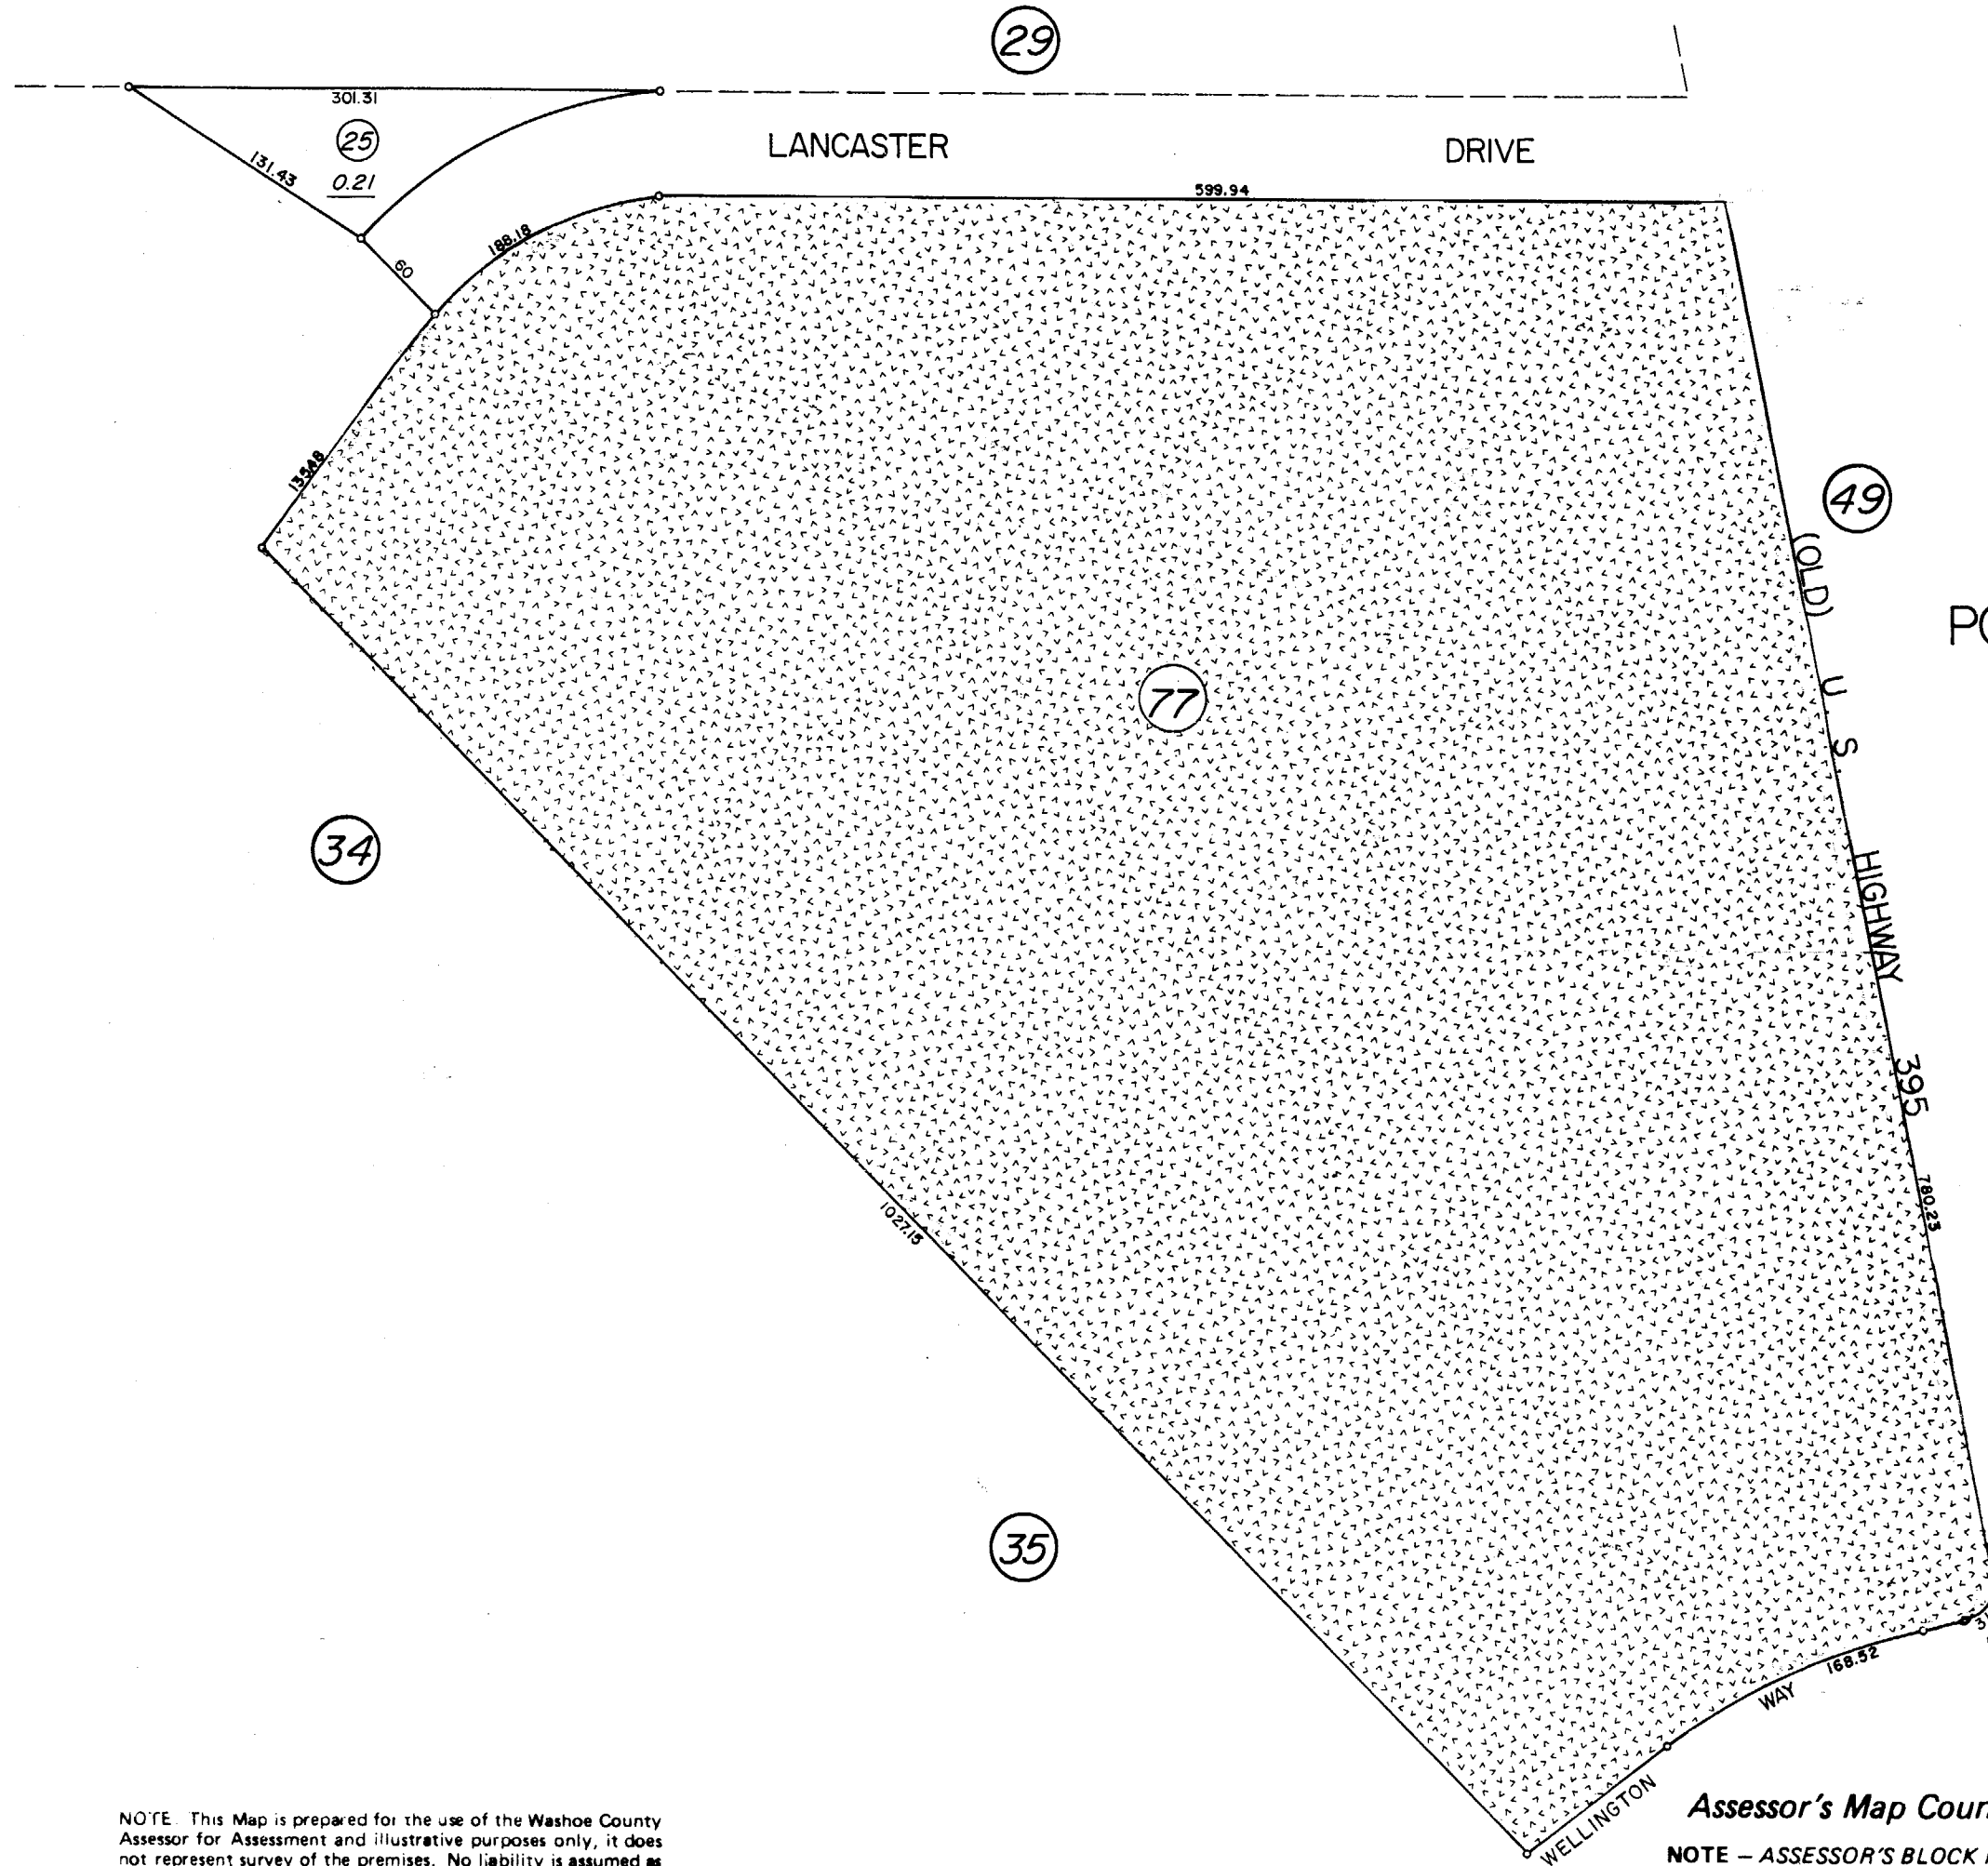 29
301.31
25
131.43
0.21
LANCASTER DRIVE
599.94
188.18
60
135.48
49
(OLD) U S. HIGHWAY 395
77
34
780.23
1027.15
35
168.52
WELLINGTON WAY
Assessor's Map Coun
NOTE – ASSESSOR'S BLOCK
NOTE. This Map is prepared for the use of the Washoe County
Assessor for Assessment and illustrative purposes only, it does
not represent survey of the premises. No liability is assumed as